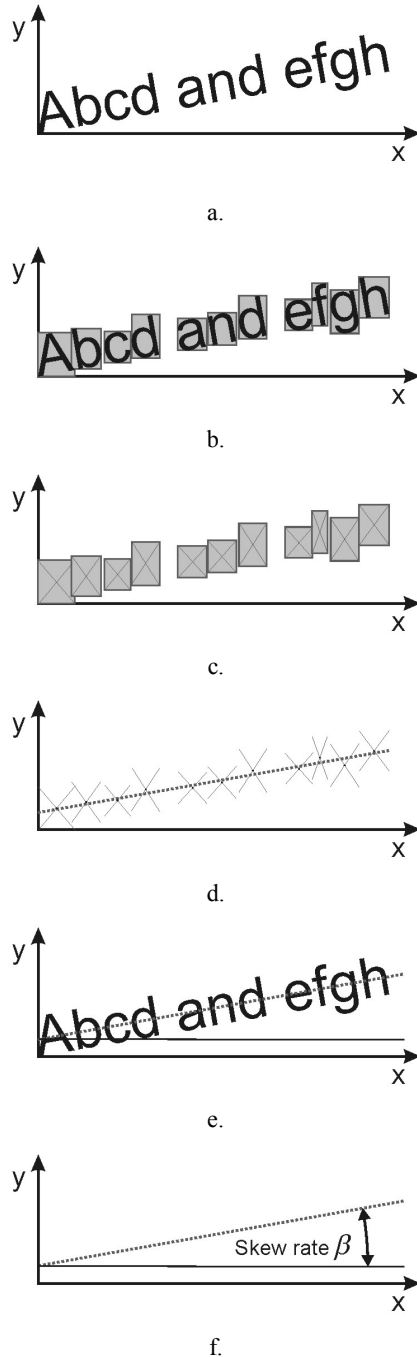 y
Abcd and efgh
x
a.
y
Abcd and efgh
x
b.
y
x
c.
y
x
d.
y
Abcd and efgh
x
e.
y
Skew rate β
x
f.